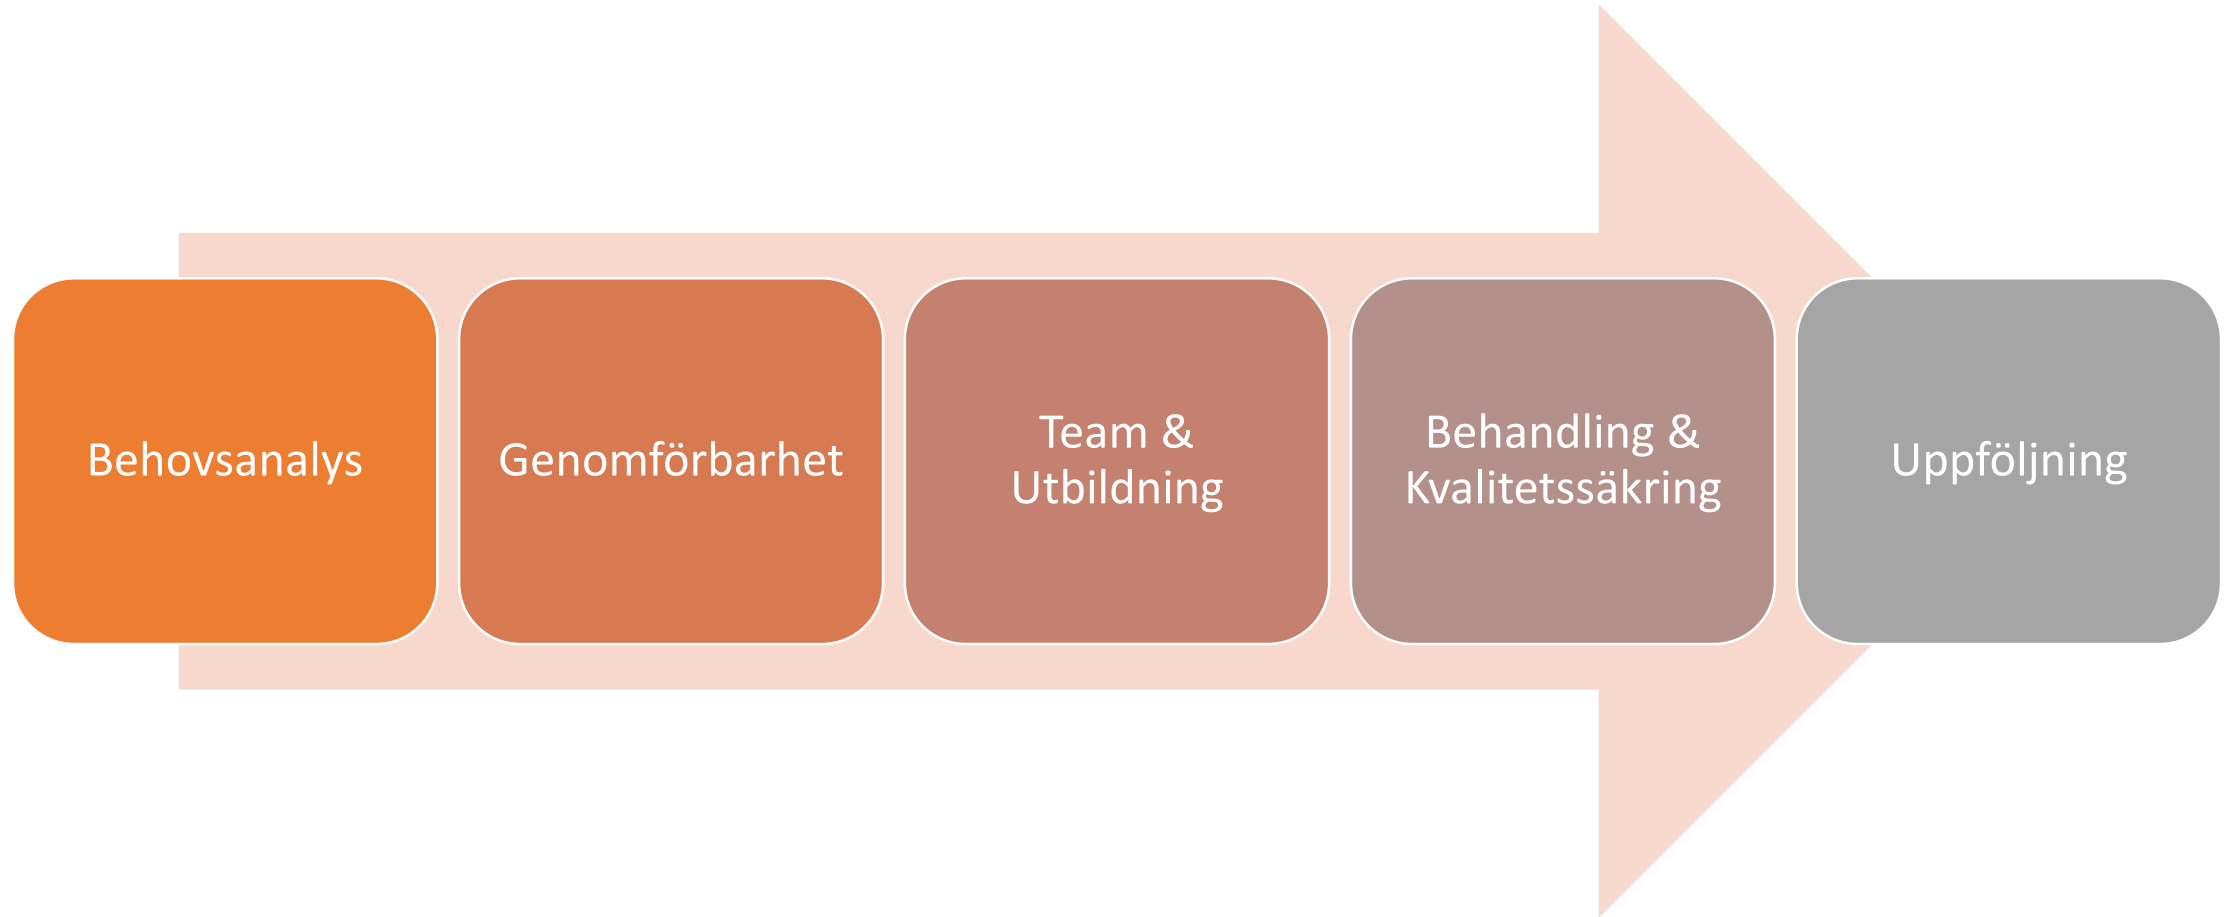 Behovsanalys
Genomförbarhet
Team &
Utbildning
Behandling &
Kvalitetssäkring
Uppföljning